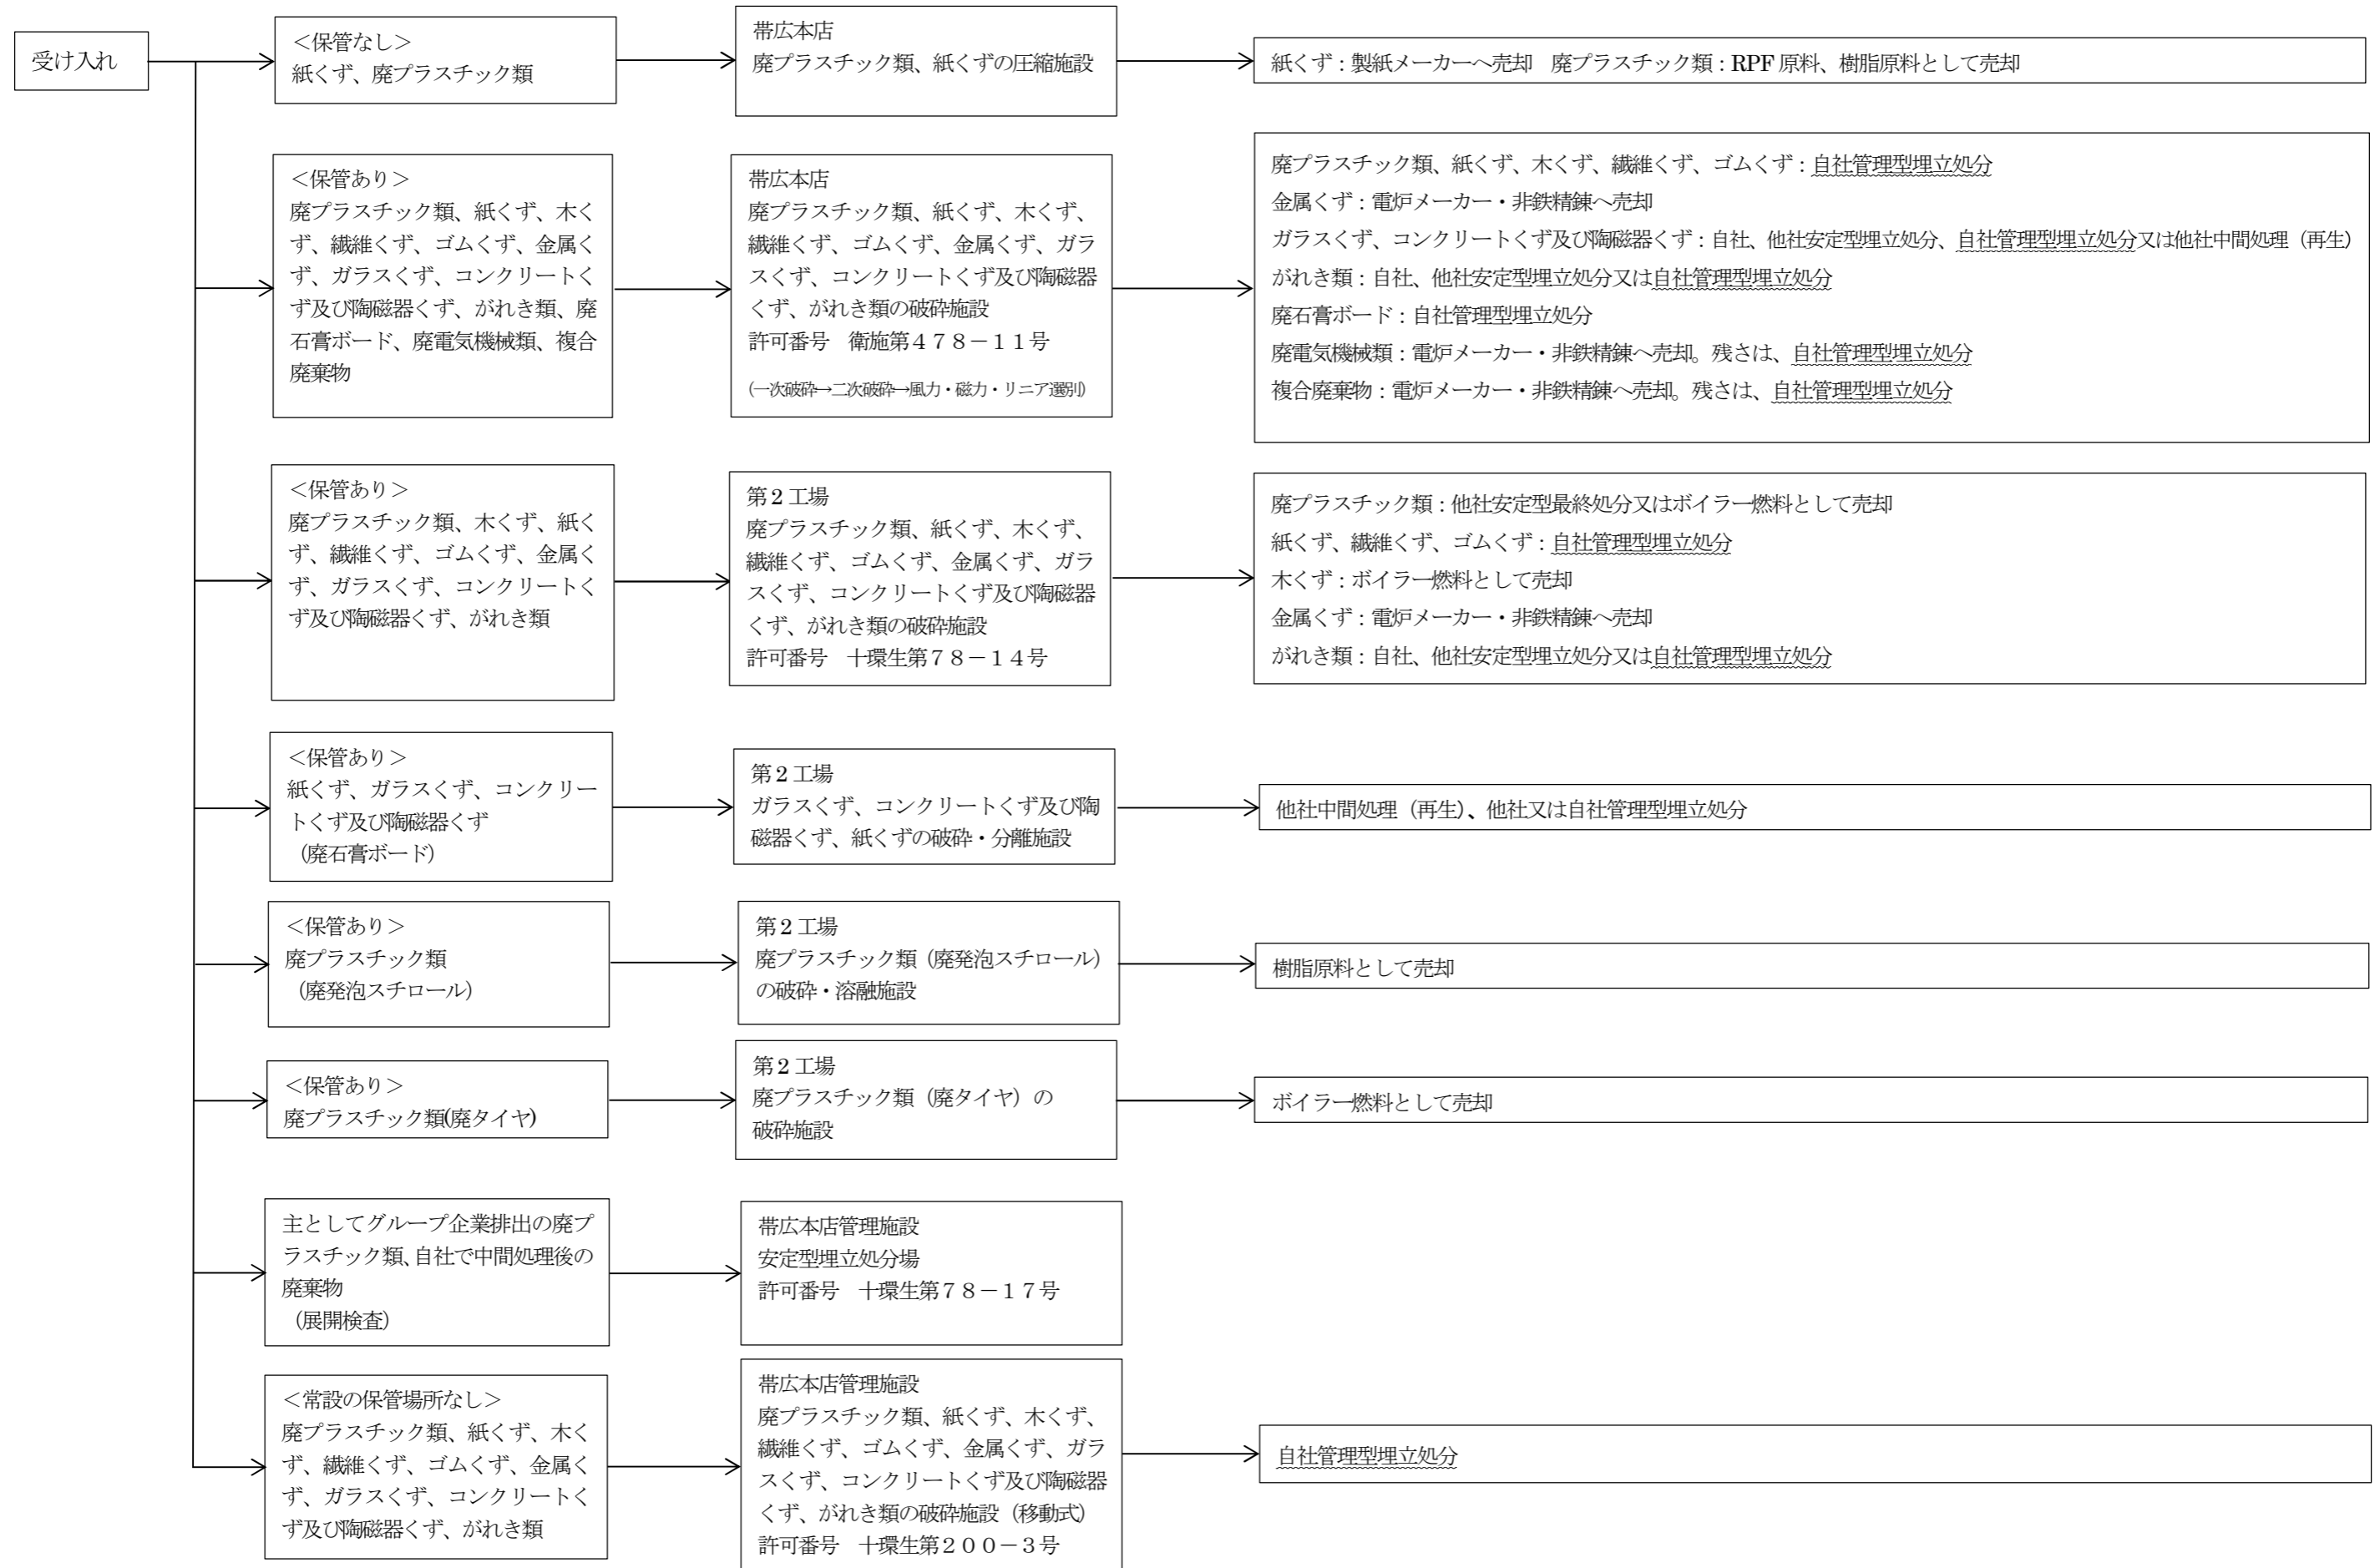 受け入れ
＜保管なし＞
紙くず、廃プラスチック類
帯広本店
廃プラスチック類、紙くずの圧縮施設
紙くず：製紙メーカーへ売却　廃プラスチック類：RPF 原料、樹脂原料として売却
＜保管あり＞
廃プラスチック類、紙くず、木く
ず、繊維くず、ゴムくず、金属く
ず、ガラスくず、コンクリートく
ず及び陶磁器くず、がれき類、廃
石膏ボード、廃電気機械類、複合
廃棄物
帯広本店
廃プラスチック類、紙くず、木くず、
繊維くず、ゴムくず、金属くず、ガラ
スくず、コンクリートくず及び陶磁器
くず、がれき類の破砕施設
許可番号　衛施第４７８－１１号
（一次破砕→二次破砕→風力・磁力・リニア選別）
廃プラスチック類、紙くず、木くず、繊維くず、ゴムくず：自社管理型埋立処分
金属くず：電炉メーカー・非鉄精錬へ売却
ガラスくず、コンクリートくず及び陶磁器くず：自社、他社安定型埋立処分、自社管理型埋立処分又は他社中間処理（再生）
がれき類：自社、他社安定型埋立処分又は自社管理型埋立処分
廃石膏ボード：自社管理型埋立処分
廃電気機械類：電炉メーカー・非鉄精錬へ売却。残さは、自社管理型埋立処分
複合廃棄物：電炉メーカー・非鉄精錬へ売却。残さは、自社管理型埋立処分
＜保管あり＞
廃プラスチック類、木くず、紙く
ず、繊維くず、ゴムくず、金属く
ず、ガラスくず、コンクリートく
ず及び陶磁器くず、がれき類
第２工場
廃プラスチック類、紙くず、木くず、
繊維くず、ゴムくず、金属くず、ガラ
スくず、コンクリートくず及び陶磁器
くず、がれき類の破砕施設
許可番号　十環生第７８－１４号
廃プラスチック類：他社安定型最終処分又はボイラー燃料として売却
紙くず、繊維くず、ゴムくず：自社管理型埋立処分
木くず：ボイラー燃料として売却
金属くず：電炉メーカー・非鉄精錬へ売却
がれき類：自社、他社安定型埋立処分又は自社管理型埋立処分
＜保管あり＞
紙くず、ガラスくず、コンクリー
トくず及び陶磁器くず
（廃石膏ボード）
第２工場
ガラスくず、コンクリートくず及び陶
磁器くず、紙くずの破砕・分離施設
他社中間処理（再生）、他社又は自社管理型埋立処分
＜保管あり＞
廃プラスチック類
（廃発泡スチロール）
第２工場
廃プラスチック類（廃発泡スチロール）
の破砕・溶融施設
樹脂原料として売却
＜保管あり＞
廃プラスチック類(廃タイヤ)
第２工場
廃プラスチック類（廃タイヤ）の
破砕施設
ボイラー燃料として売却
主としてグループ企業排出の廃プ
ラスチック類、自社で中間処理後の
廃棄物
（展開検査）
帯広本店管理施設
安定型埋立処分場
許可番号　十環生第７８－１７号
＜常設の保管場所なし＞
廃プラスチック類、紙くず、木く
ず、繊維くず、ゴムくず、金属く
ず、ガラスくず、コンクリートく
ず及び陶磁器くず、がれき類
帯広本店管理施設
廃プラスチック類、紙くず、木くず、
繊維くず、ゴムくず、金属くず、ガラ
スくず、コンクリートくず及び陶磁器
くず、がれき類の破砕施設（移動式）
許可番号　十環生第２００－３号
自社管理型埋立処分